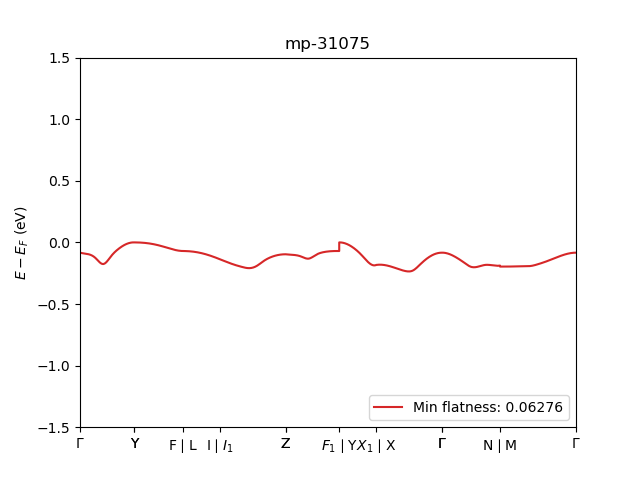 mp-31075
E − E_F (eV)
1.5
1.0
0.5
0.0
−0.5
−1.0
−1.5
Min flatness: 0.06276
Γ Y F | L I | I₁ Z F₁ | Y X₁ | X Γ N | M Γ